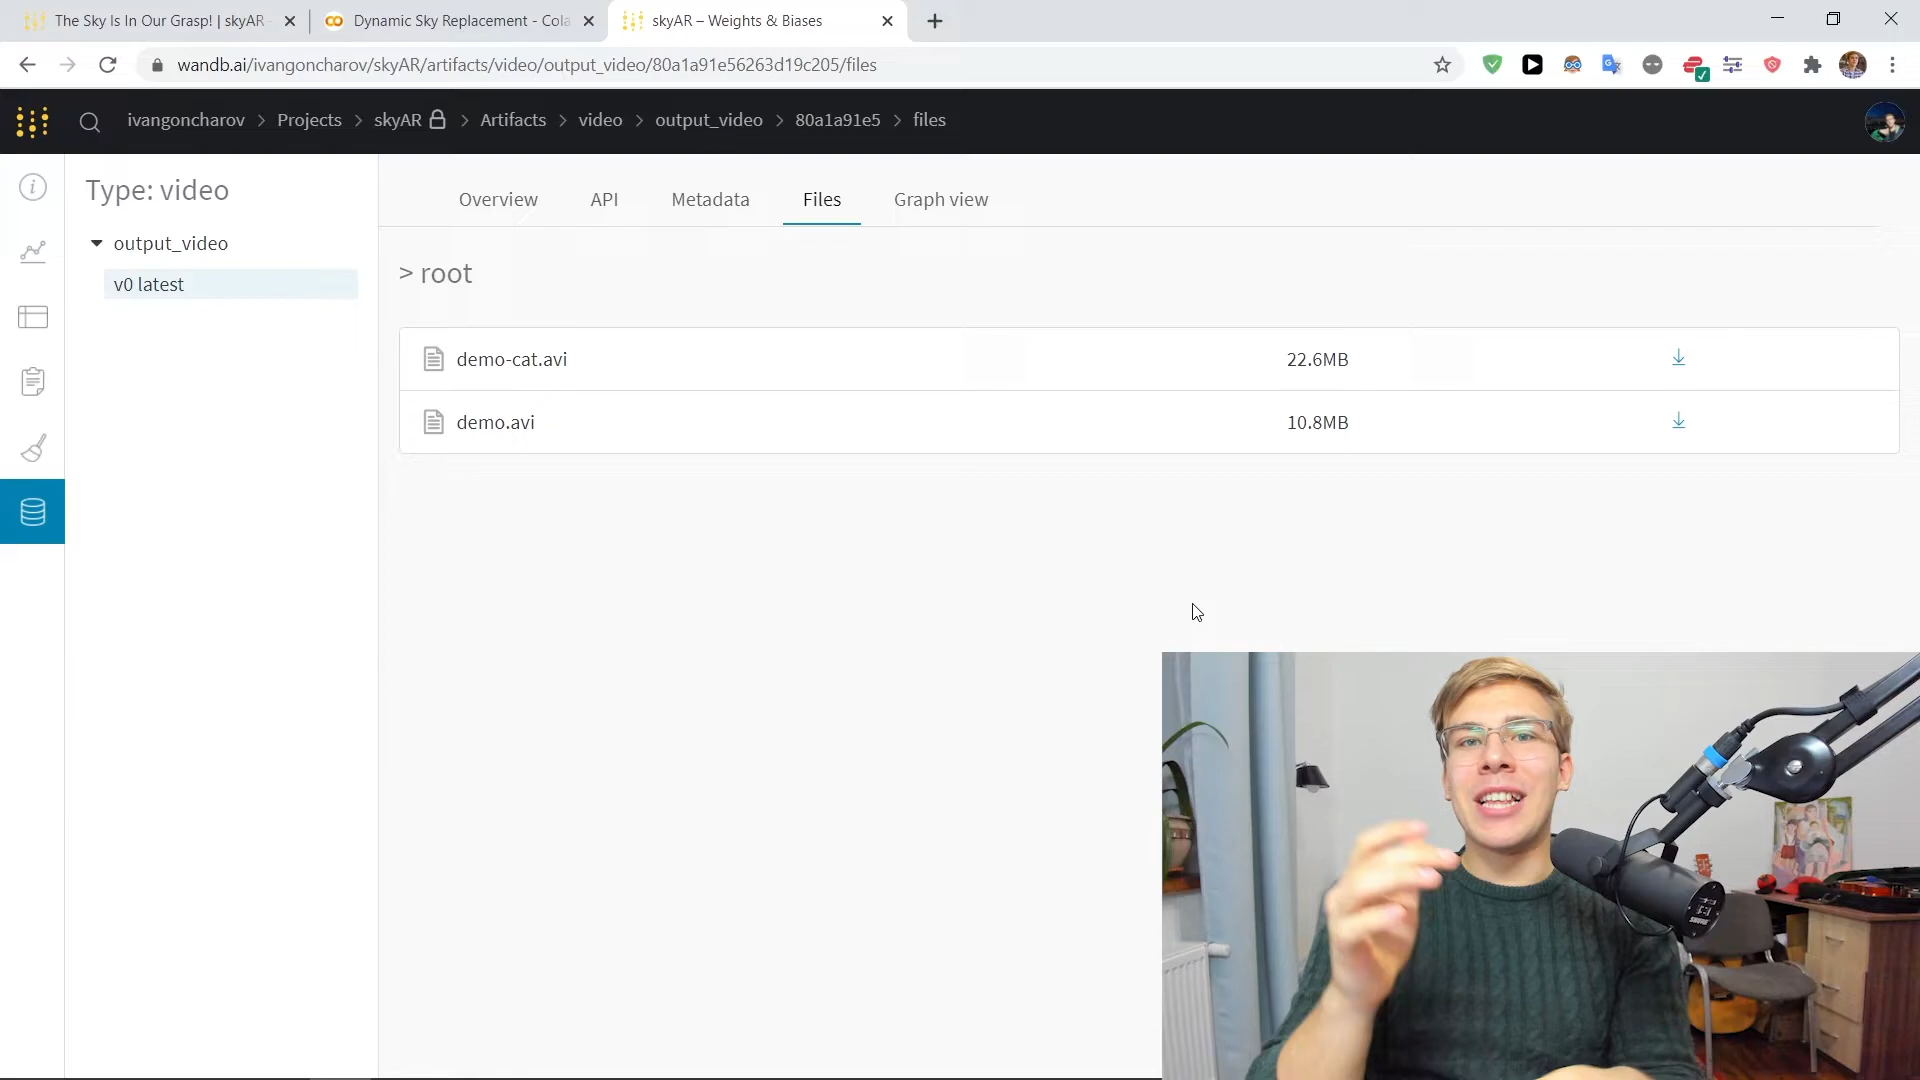 The Sky Is In Our Grasp! | skyAR
Dynamic Sky Replacement - Cola
skyAR – Weights & Biases
wandb.ai/ivangoncharov/skyAR/artifacts/video/output_video/80a1a91e56263d19c205/files
ivangoncharov > Projects > skyAR > Artifacts > video > output_video > 80a1a91e5 > files
Type: video
output_video
v0 latest
Overview API Metadata Files Graph view
> root
demo-cat.avi 22.6MB
demo.avi 10.8MB